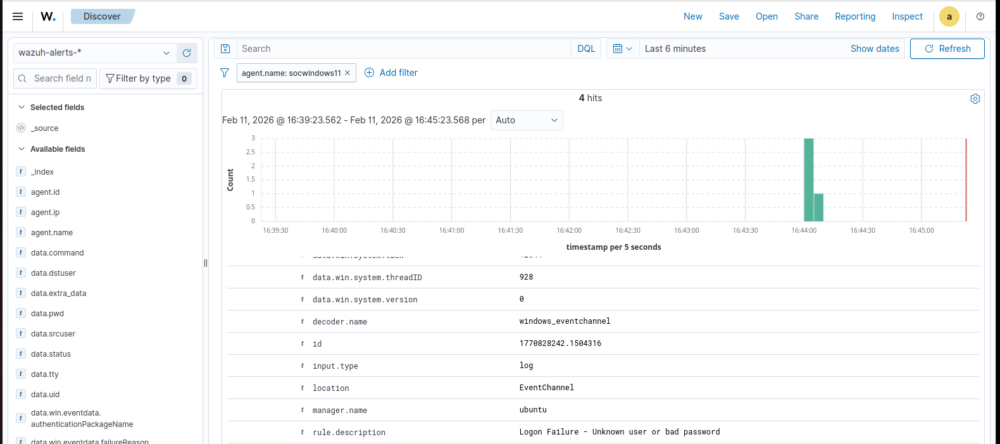 W. Discover New Save Open Share Reporting Inspect a
wazuh-alerts-*
Search DQL Last 6 minutes Show dates Refresh
Search field n Filter by type 0
agent.name: socwindows11 Add filter
Selected fields
_source
Available fields
_index
agent.id
agent.ip
agent.name
data.command
data.dstuser
data.extra_data
data.pwd
data.srcuser
data.status
data.tty
data.uid
data.win.eventdata.
authenticationPackageName
data.win.eventdata.failureReason
4 hits
Feb 11, 2026 @ 16:39:23.562 - Feb 11, 2026 @ 16:45:23.568 per Auto
Count
3
2.5
2
1.5
1
0.5
0
16:39:30 16:40:00 16:40:30 16:41:00 16:41:30 16:42:00 16:42:30 16:43:00 16:43:30 16:44:00 16:44:30 16:45:00
timestamp per 5 seconds
t data.win.system.threadID 928
t data.win.system.version 0
t decoder.name windows_eventchannel
t id 1770828242.1504316
t input.type log
t location EventChannel
t manager.name ubuntu
t rule.description Logon Failure - Unknown user or bad password